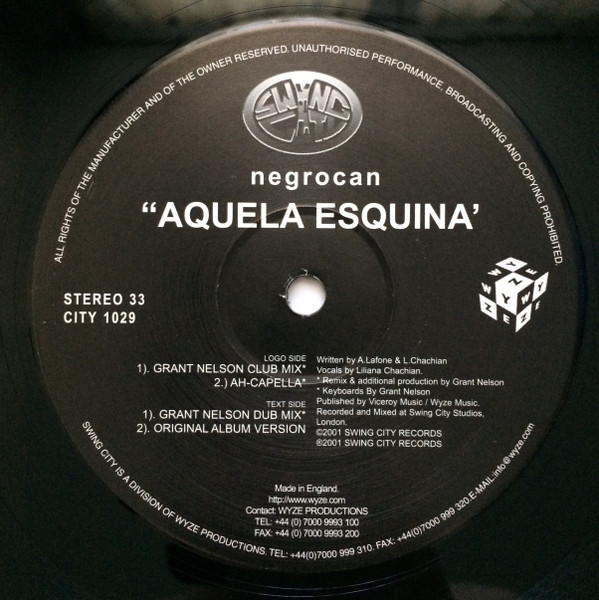 ALL RIGHTS OF THE MANUFACTURER AND OF THE OWNER RESERVED. UNAUTHORISED PERFORMANCE, BROADCASTING AND COPYING PROHIBITED.
SWING
CITY
negrocan
“AQUELA ESQUINA’
STEREO 33
CITY 1029
WYZE
WYZE
WYZE
LOGO SIDE
1). GRANT NELSON CLUB MIX*
2.) AH-CAPELLA*
TEXT SIDE
1). GRANT NELSON DUB MIX*
2). ORIGINAL ALBUM VERSION
Written by A.Lafone & L.Chachian
Vocals by Liliana Chachian.
* Remix & additional production by Grant Nelson
* Keyboards By Grant Nelson
Published by Viceroy Music / Wyze Music.
Recorded and Mixed at Swing City Studios,
London.
©2001 SWING CITY RECORDS
®2001 SWING CITY RECORDS
Made in England.
http://www.wyze.com
Contact: WYZE PRODUCTIONS
TEL: +44 (0) 7000 9993 100
FAX: +44 (0) 7000 9993 200
SWING CITY IS A DIVISION OF WYZE PRODUCTIONS. TEL: +44(0)7000 999 310. FAX: +44(0)7000 999 320. E-MAIL:info@wyze.com